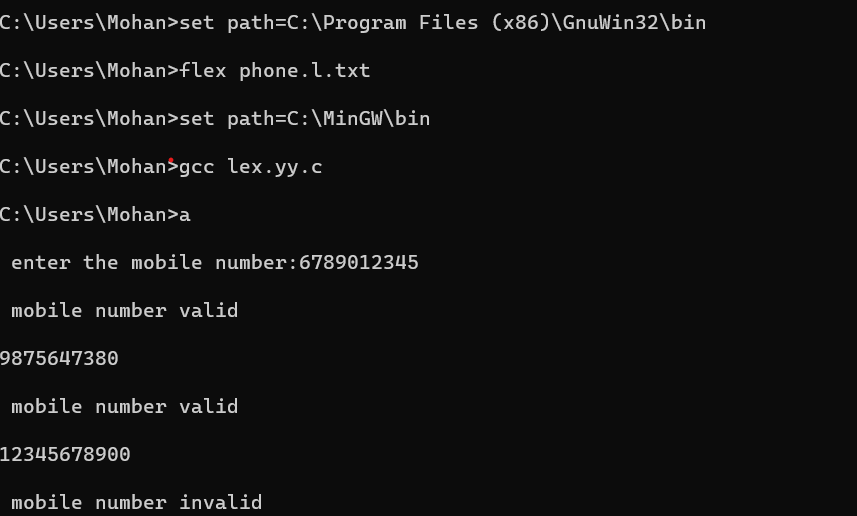 C:\Users\Mohan>set path=C:\Program Files (x86)\GnuWin32\bin
C:\Users\Mohan>flex phone.l.txt
C:\Users\Mohan>set path=C:\MinGW\bin
C:\Users\Mohan>gcc lex.yy.c
C:\Users\Mohan>a
enter the mobile number:6789012345
mobile number valid
9875647380
mobile number valid
12345678900
mobile number invalid